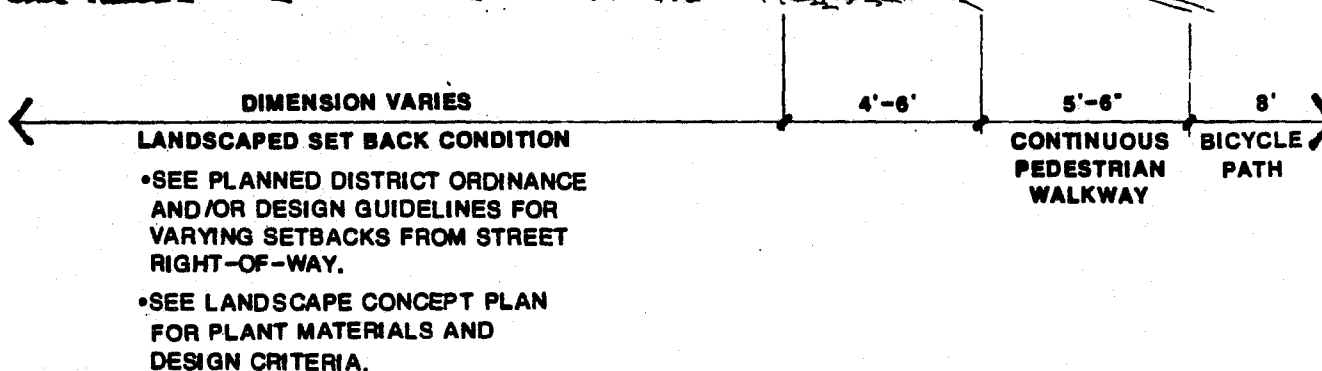 DIMENSION VARIES 4'-6' 5'-6" 8'
LANDSCAPED SET BACK CONDITION
•SEE PLANNED DISTRICT ORDINANCE
AND/OR DESIGN GUIDELINES FOR
VARYING SETBACKS FROM STREET
RIGHT-OF-WAY.
•SEE LANDSCAPE CONCEPT PLAN
FOR PLANT MATERIALS AND
DESIGN CRITERIA.
CONTINUOUS
PEDESTRIAN
WALKWAY
BICYCLE
PATH